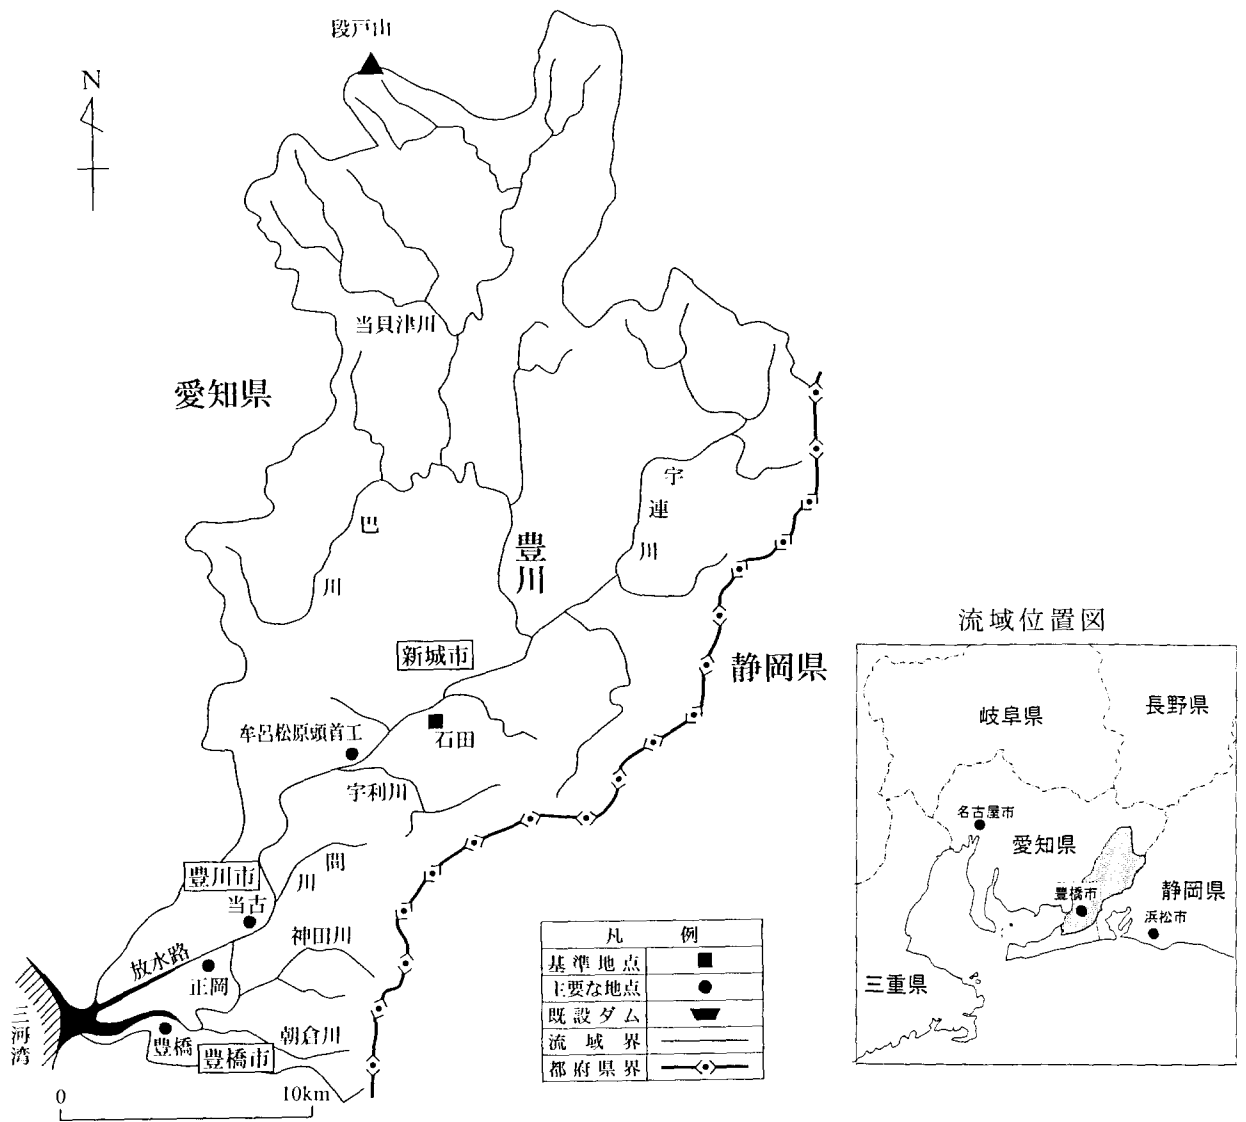 段戸山
N
当貝津川
愛知県
宇連川
巴川
豊川
新城市
静岡県
牟呂松原頭首工
石田
宇利川
豊川市
間川
当古
神田川
放水路
正岡
三河湾
豊橋
朝倉川
豊橋市
0
10km
凡 例
基準地点
主要な地点
既設ダム
流域界
都府県界
流域位置図
岐阜県
長野県
名古屋市
愛知県
豊橋市
静岡県
浜松市
三重県